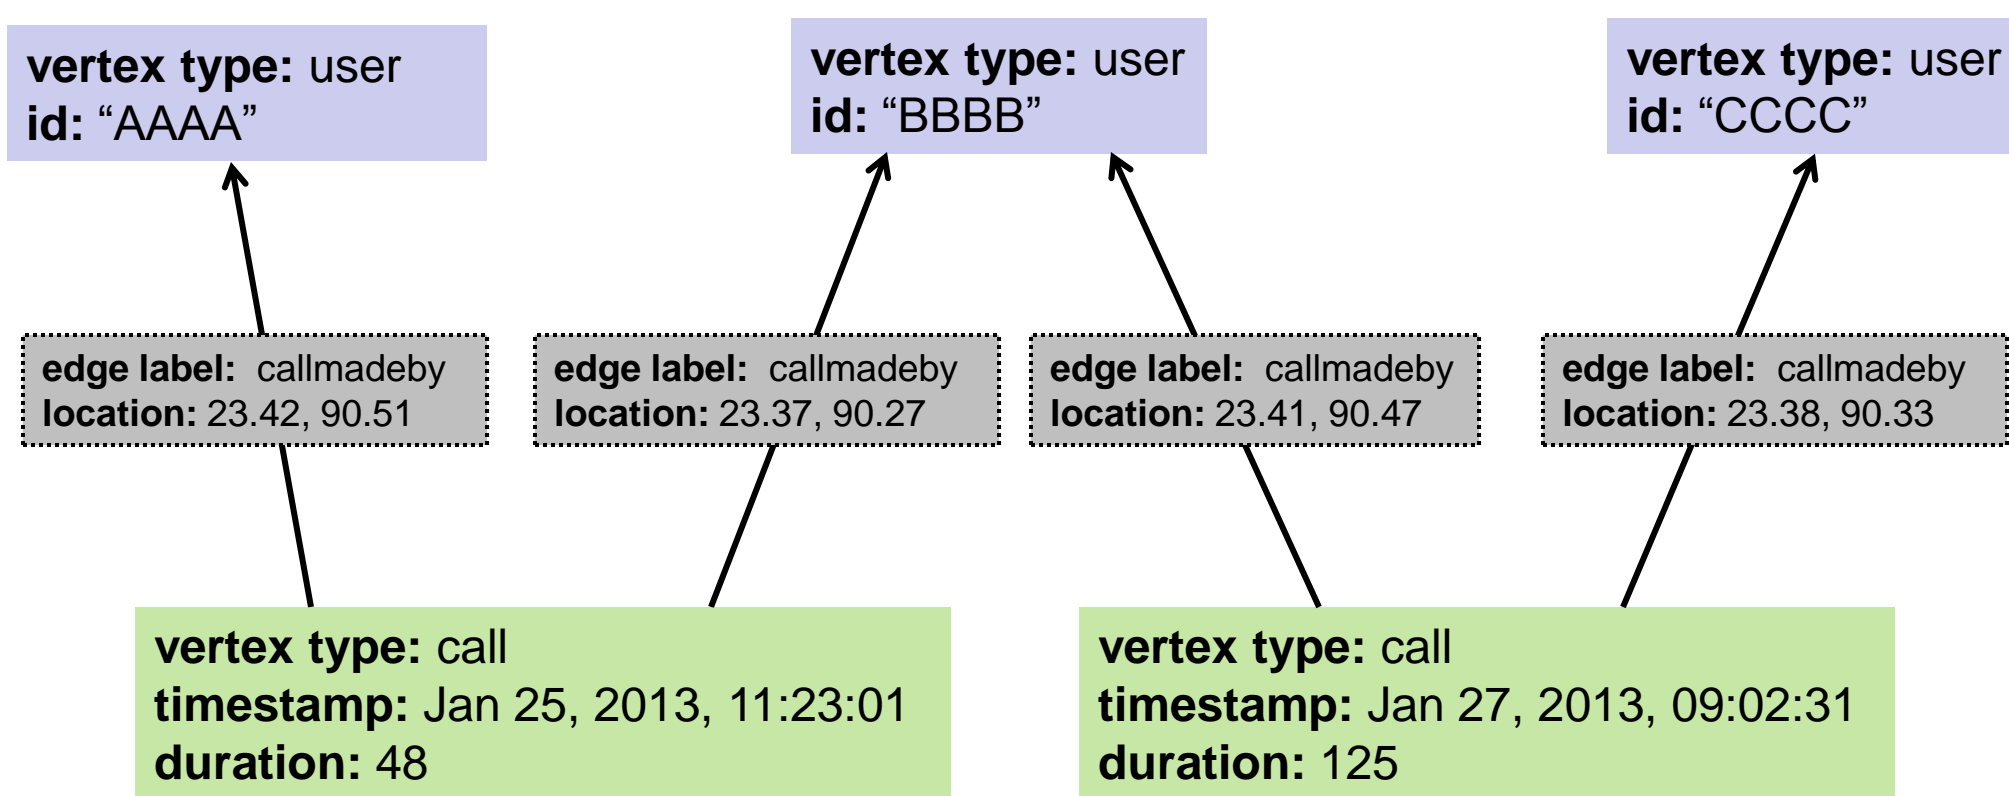 vertex type: user
id: “AAAA”
vertex type: user
id: “BBBB”
vertex type: user
id: “CCCC”
edge label:  callmadeby
location: 23.42, 90.51
edge label:  callmadeby
location: 23.37, 90.27
edge label:  callmadeby
location: 23.41, 90.47
edge label:  callmadeby
location: 23.38, 90.33
vertex type: call
timestamp: Jan 25, 2013, 11:23:01
duration: 48
vertex type: call
timestamp: Jan 27, 2013, 09:02:31
duration: 125